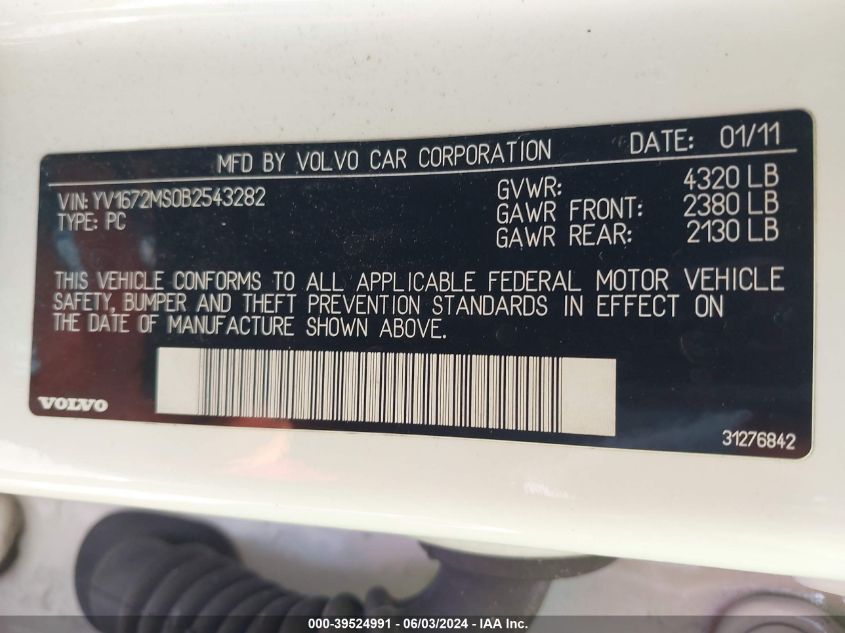 MFD BY VOLVO CAR CORPORATION DATE: 01/11
VIN: YV1672MS0B2543282
TYPE: PC
GVWR: 4320 LB
GAWR FRONT: 2380 LB
GAWR REAR: 2130 LB
THIS VEHICLE CONFORMS TO ALL APPLICABLE FEDERAL MOTOR VEHICLE
SAFETY, BUMPER AND THEFT PREVENTION STANDARDS IN EFFECT ON
THE DATE OF MANUFACTURE SHOWN ABOVE.
VOLVO
31276842
000-39524991 - 06/03/2024 - IAA Inc.